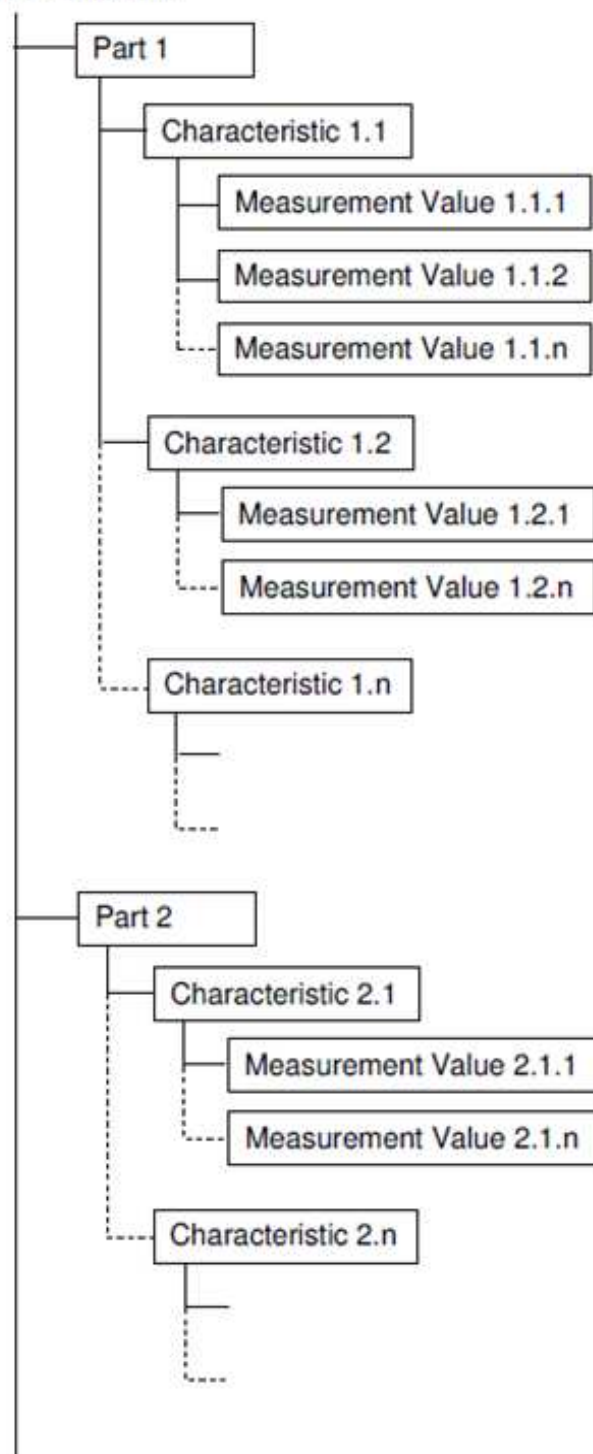 Part 1
Characteristic 1.1
Measurement Value 1.1.1
Measurement Value 1.1.2
Measurement Value 1.1.n
Characteristic 1.2
Measurement Value 1.2.1
Measurement Value 1.2.n
Characteristic 1.n
Part 2
Characteristic 2.1
Measurement Value 2.1.1
Measurement Value 2.1.n
Characteristic 2.n